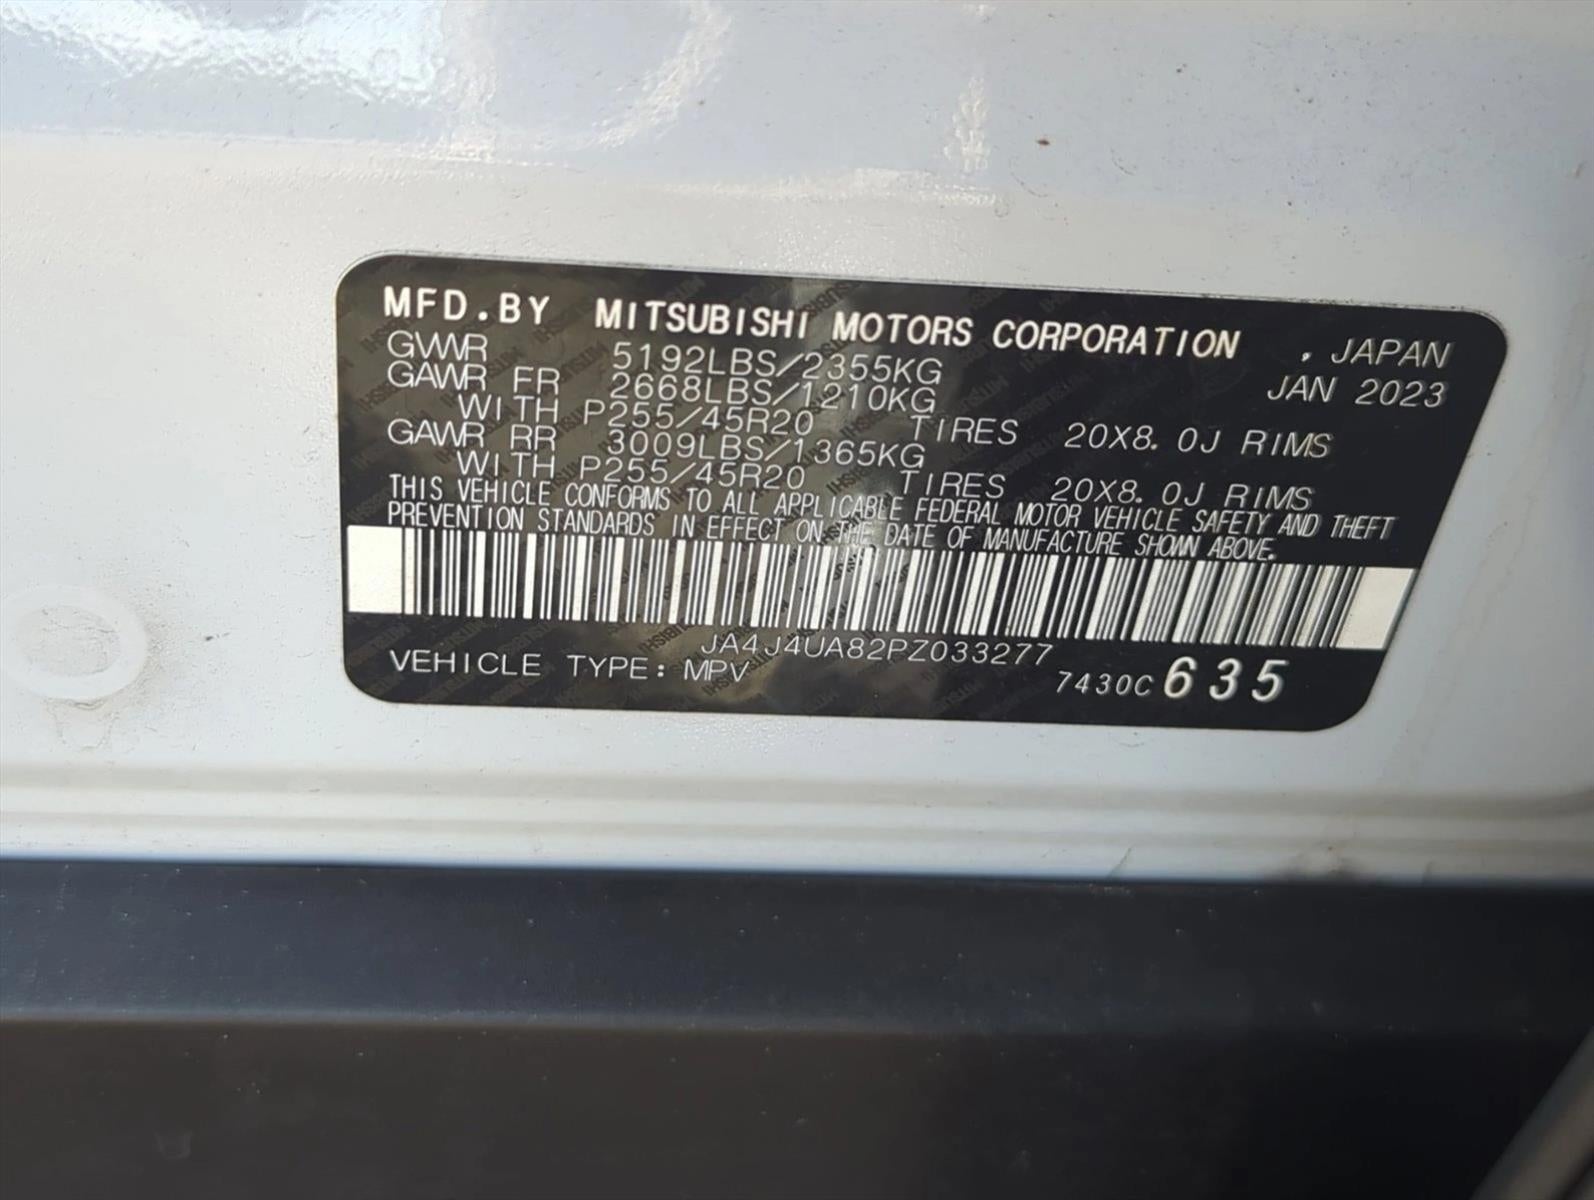 MFD.BY MITSUBISHI MOTORS CORPORATION , JAPAN
GVWR 5192LBS/2355KG JAN 2023
GAWR FR 2668LBS/1210KG
WITH P255/45R20 TIRES 20X8.0J RIMS
GAWR RR 3009LBS/1365KG
WITH P255/45R20 TIRES 20X8.0J RIMS
THIS VEHICLE CONFORMS TO ALL APPLICABLE FEDERAL MOTOR VEHICLE SAFETY AND THEFT
PREVENTION STANDARDS IN EFFECT ON THE DATE OF MANUFACTURE SHOWN ABOVE.
JA4J4UA82PZ033277
VEHICLE TYPE: MPV 7430C 635